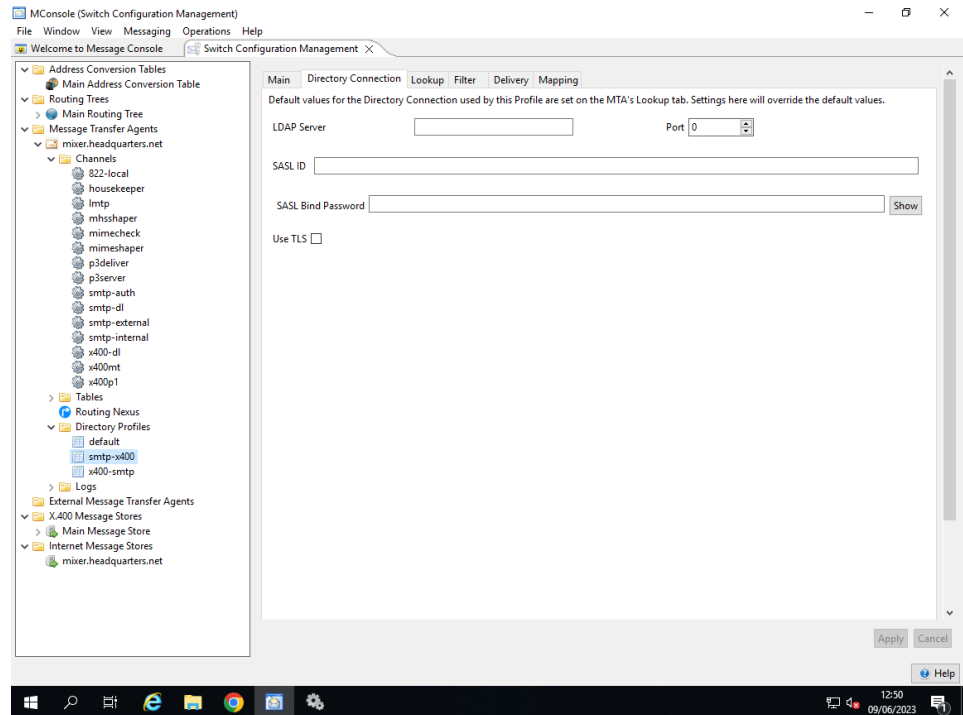 MConsole (Switch Configuration Management)
File Window View Messaging Operations Help
Welcome to Message Console
Switch Configuration Management
Address Conversion Tables
Main Address Conversion Table
Routing Trees
Main Routing Tree
Message Transfer Agents
mixer.headquarters.net
Channels
822-local
housekeeper
lmtp
mhsshaper
mimecheck
mimeshaper
p3deliver
p3server
smtp-auth
smtp-dl
smtp-external
smtp-internal
x400-dl
x400mt
x400p1
Tables
Routing Nexus
Directory Profiles
default
smtp-x400
x400-smtp
Logs
External Message Transfer Agents
X.400 Message Stores
Main Message Store
Internet Message Stores
mixer.headquarters.net
Main Directory Connection Lookup Filter Delivery Mapping
Default values for the Directory Connection used by this Profile are set on the MTA's Lookup tab. Settings here will override the default values.
LDAP Server
Port 0
SASL ID
SASL Bind Password
Show
Use TLS
Apply Cancel
Help
12:50
09/06/2023
1